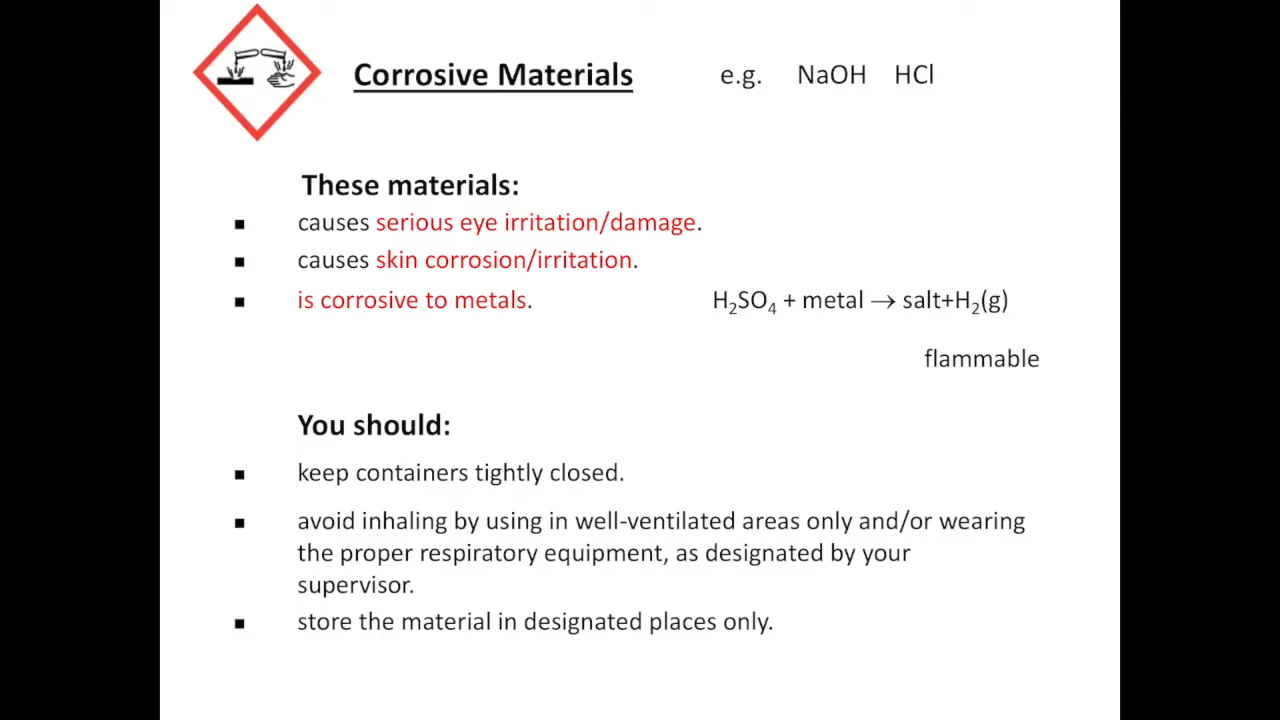 Corrosive Materials e.g. NaOH HCl
These materials:
▪ causes serious eye irritation/damage.
▪ causes skin corrosion/irritation.
▪ is corrosive to metals. H₂SO₄ + metal → salt+H₂(g)
flammable
You should:
▪ keep containers tightly closed.
▪ avoid inhaling by using in well-ventilated areas only and/or wearing
the proper respiratory equipment, as designated by your
supervisor.
▪ store the material in designated places only.